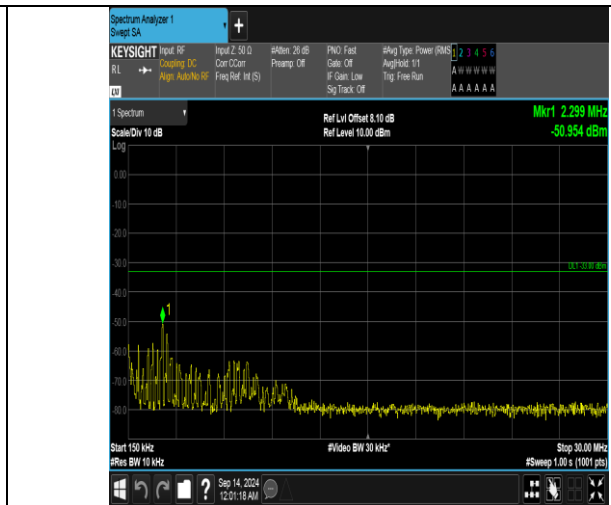 Spectrum Analyzer 1
Swept SA
+
KEYSIGHT
RL
Input: RF
Coupling: DC
Align: Auto/No RF
Input Z: 50 Ω
Corr CCorr
Freq Ref: Int (S)
#Atten: 26 dB
Preamp: Off
PNO: Fast
Gate: Off
IF Gain: Low
Sig Track: Off
#Avg Type: Power (RMS
Avg|Hold: 1/1
Trig: Free Run
1 2 3 4 5 6
A W W W W W
A A A A A A
1 Spectrum
Scale/Div 10 dB
Log
Ref Lvl Offset 8.10 dB
Ref Level 10.00 dBm
Mkr1 2.299 MHz
-50.954 dBm
0.00
-10.0
-20.0
-30.0
DL1 -33.00 dBm
1
-50.0
-60.0
-70.0
-80.0
Start 150 kHz
#Res BW 10 kHz
#Video BW 30 kHz*
Stop 30.00 MHz
#Sweep 1.00 s (1001 pts)
?
Sep 14, 2024
12:01:18 AM